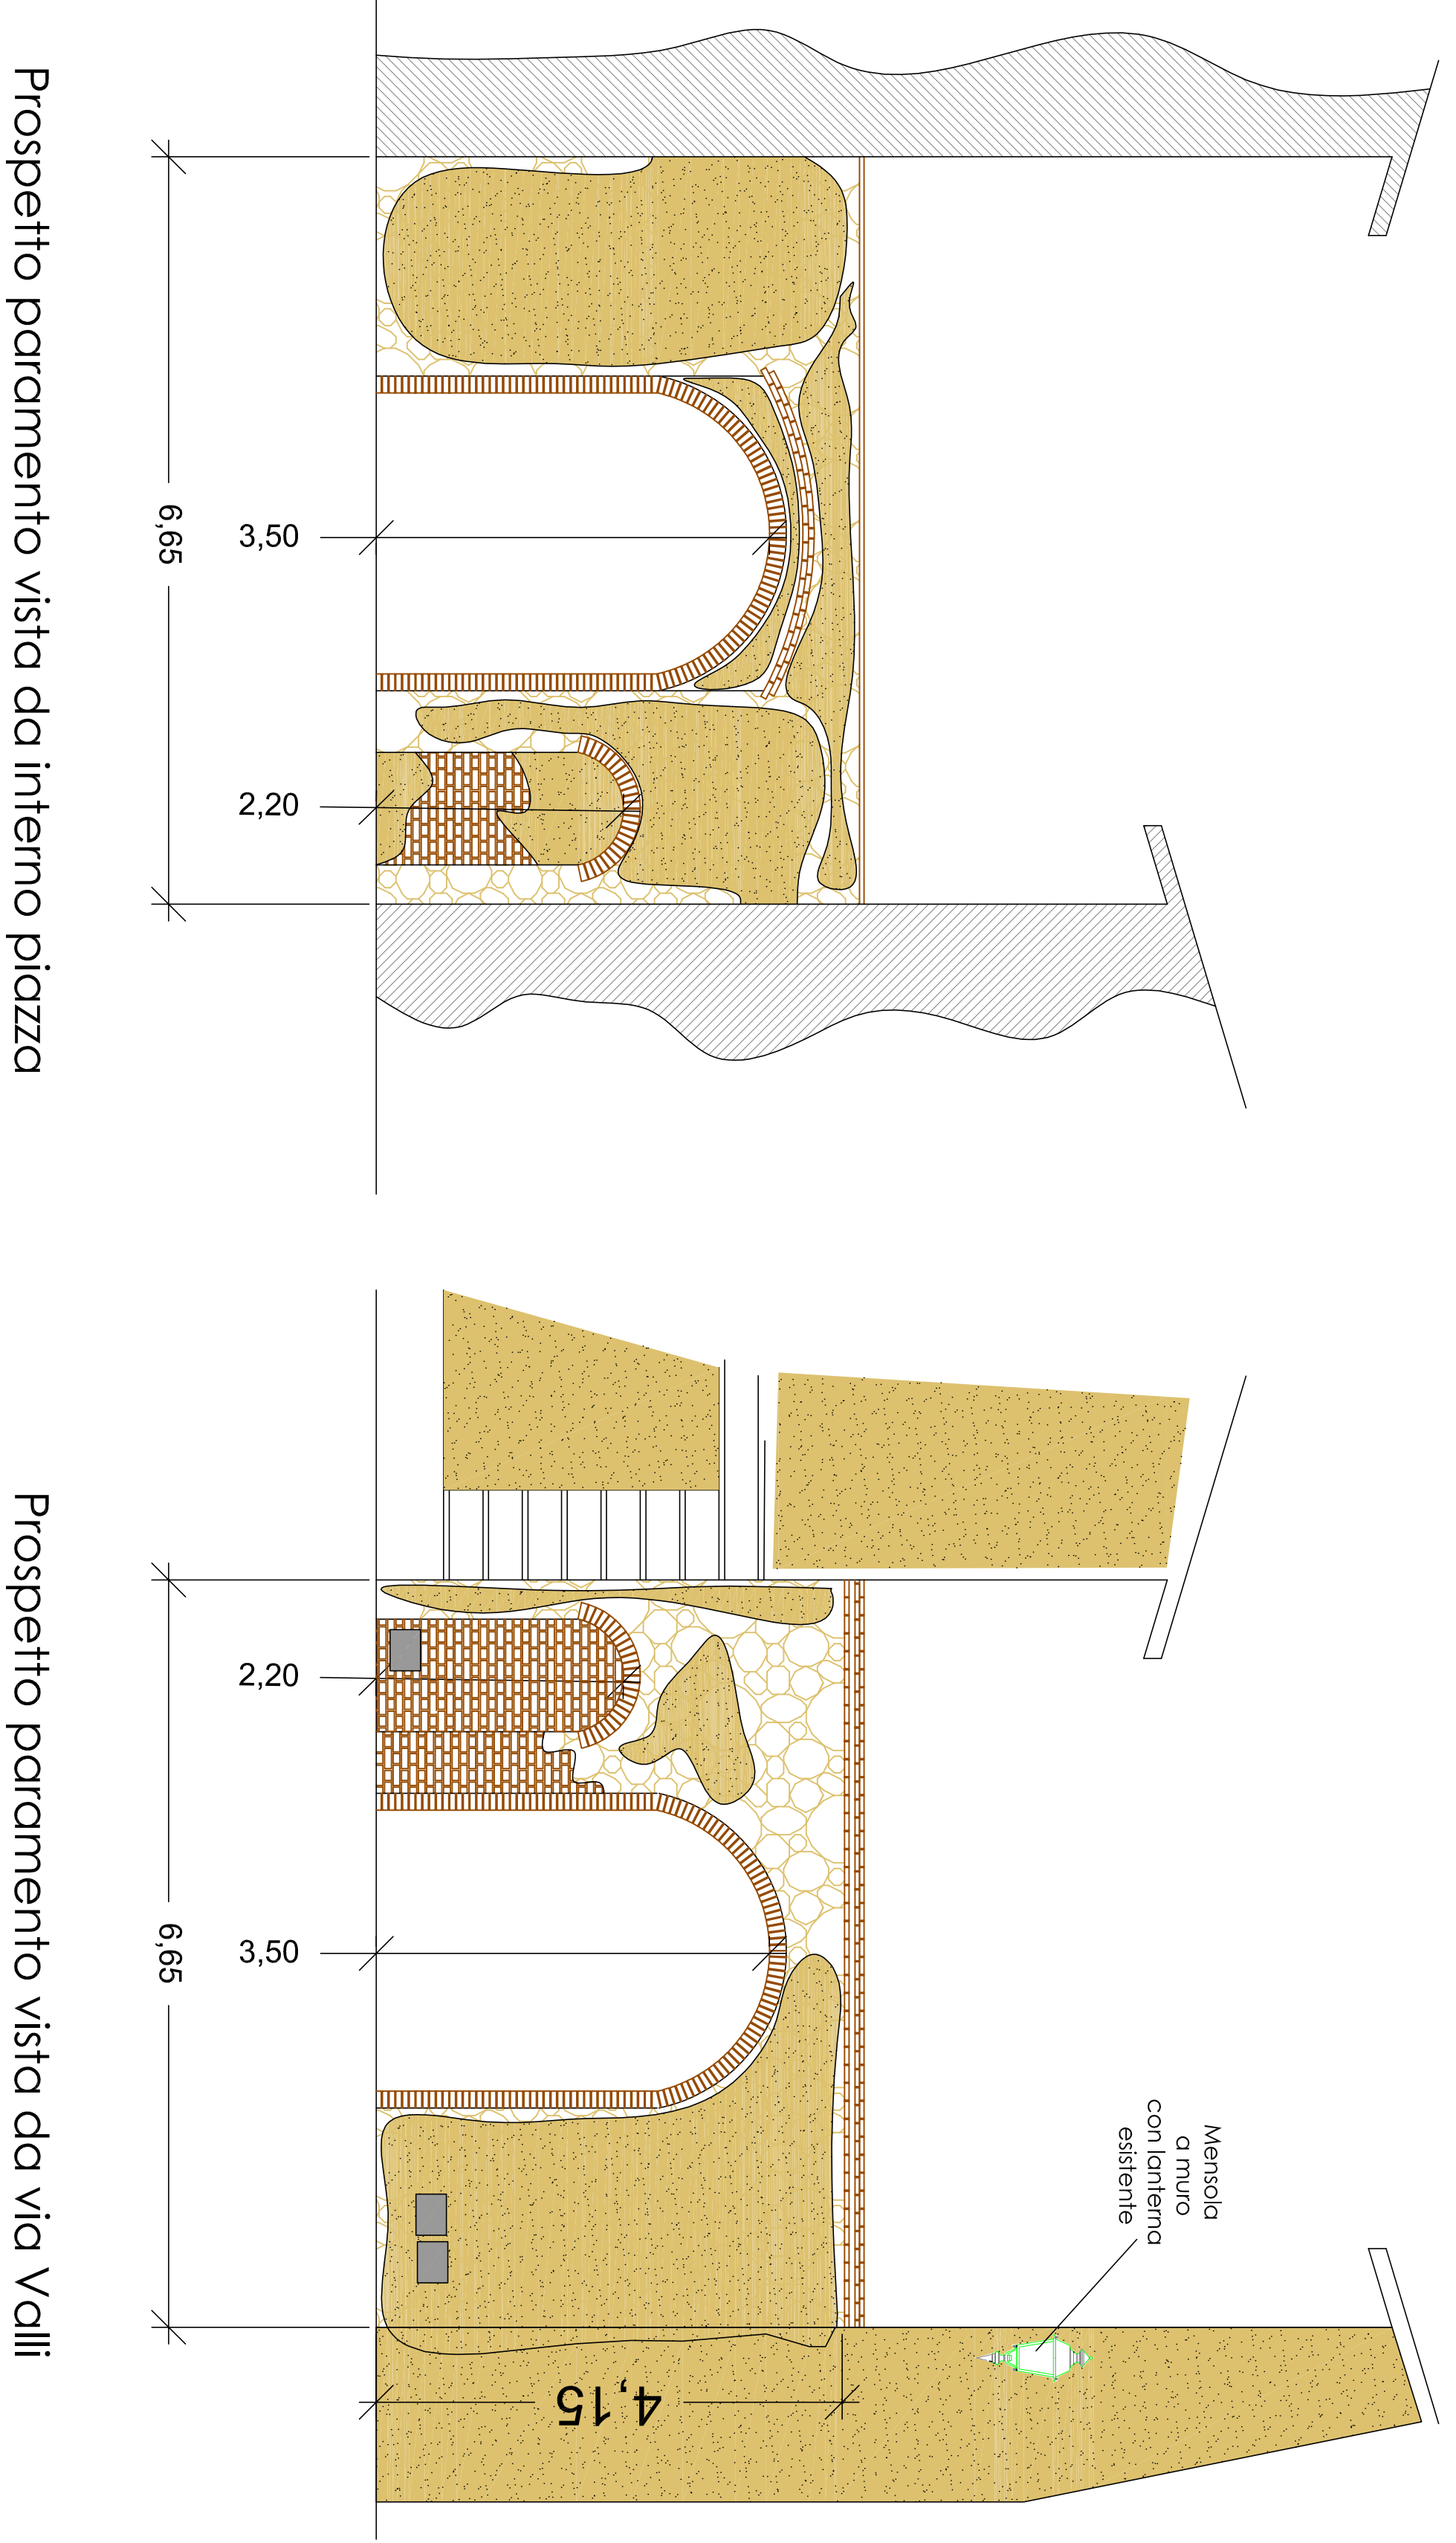 Mensola
a muro
con lanterna
esistente
3,50
2,20
6,65
Prospetto paramento vista da interno piazza
4,15
2,20
3,50
6,65
Prospetto paramento vista da via Valli